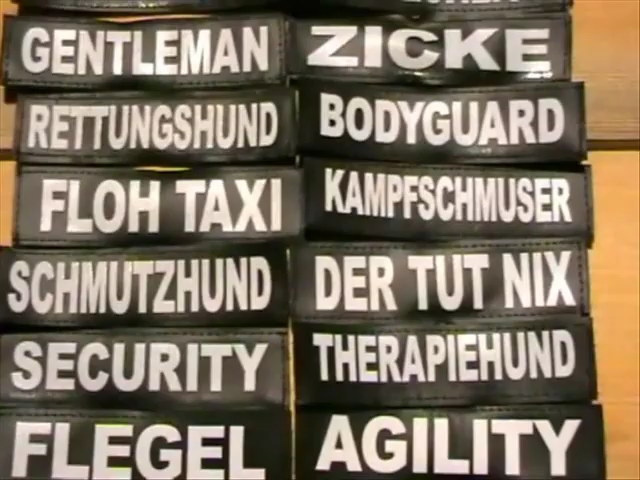 GENTLEMAN
ZICKE
RETTUNGSHUND
BODYGUARD
FLOH TAXI
KAMPFSCHMUSER
SCHMUTZHUND
DER TUT NIX
SECURITY
THERAPIEHUND
FLEGEL
AGILITY